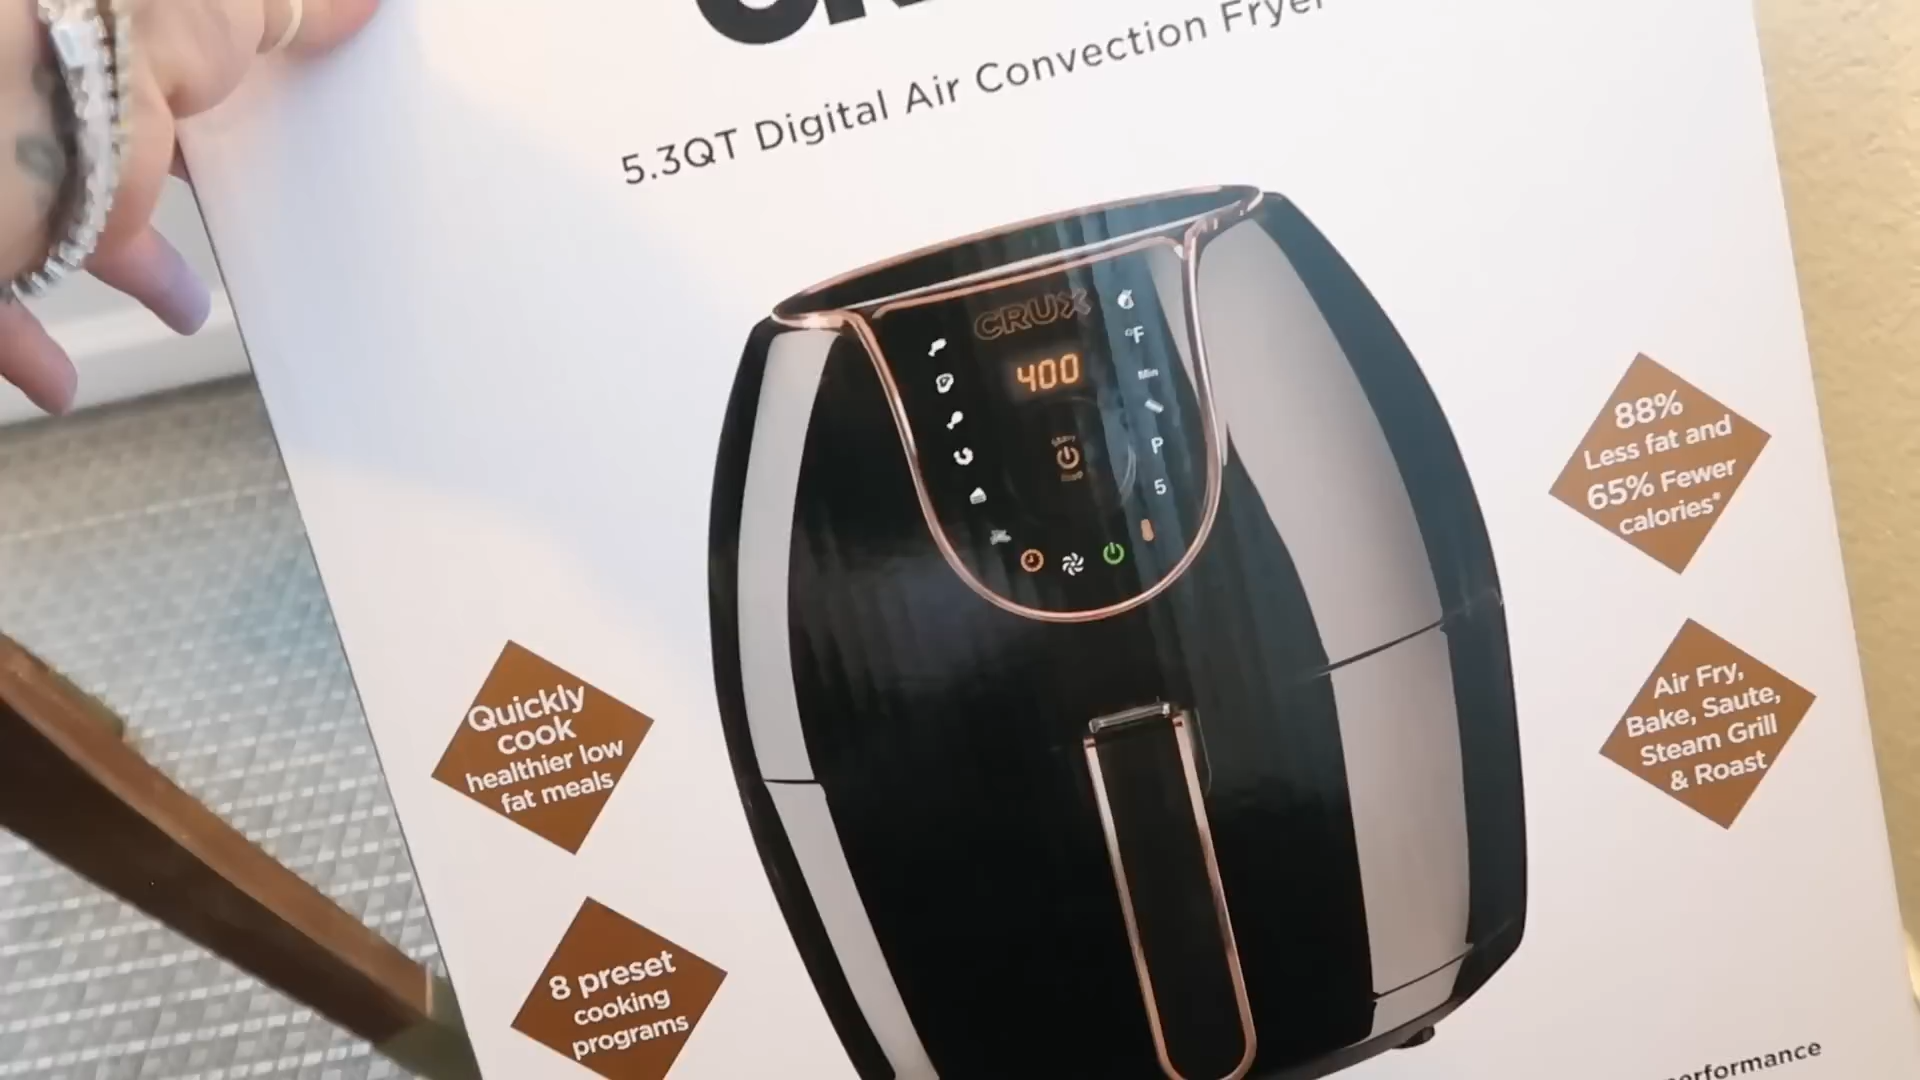 5.3QT Digital Air Convection Fryer
CRUX
400
°F
Min
P
5
88%
Less fat and
65% Fewer
calories*
Quickly
cook
healthier low
fat meals
Air Fry,
Bake, Saute,
Steam Grill
& Roast
8 preset
cooking
programs